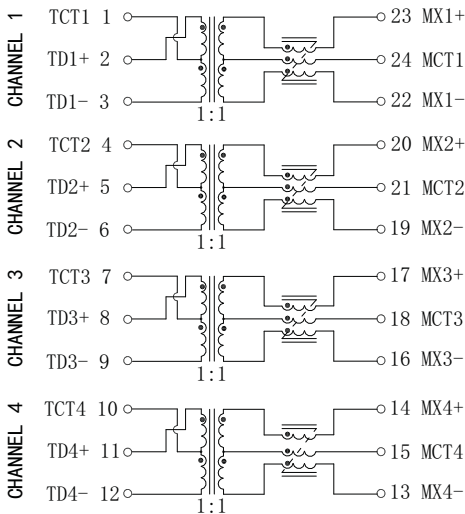 CHANNEL 1
TCT1 1
23 MX1+
TD1+ 2
24 MCT1
TD1- 3
22 MX1-
1:1
CHANNEL 2
TCT2 4
20 MX2+
TD2+ 5
21 MCT2
TD2- 6
19 MX2-
1:1
CHANNEL 3
TCT3 7
17 MX3+
TD3+ 8
18 MCT3
TD3- 9
16 MX3-
1:1
CHANNEL 4
TCT4 10
14 MX4+
TD4+ 11
15 MCT4
TD4- 12
13 MX4-
1:1